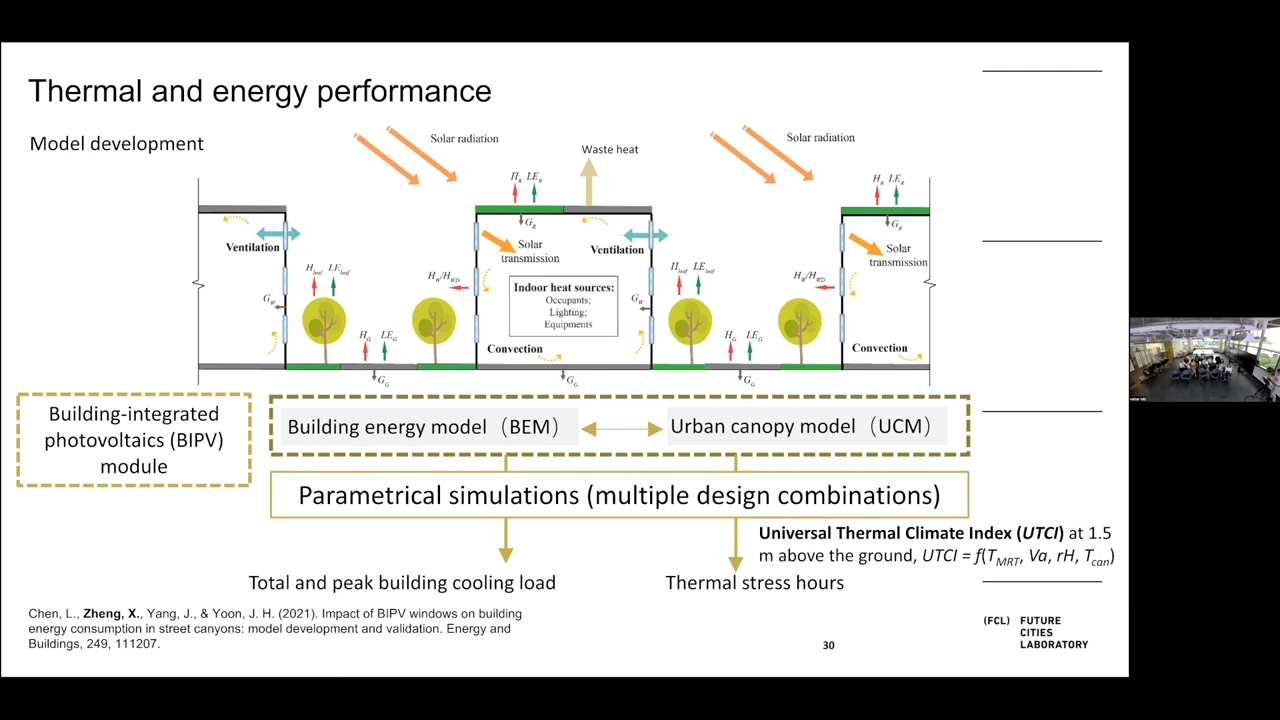 Thermal and energy performance
Model development
Solar radiation
Solar radiation
Waste heat
H_R LE_R
H_R LE_R
G_R
G_R
Ventilation
Solar
transmission
Ventilation
Solar
transmission
H_leaf LE_leaf
H_W/H_WD
Indoor heat sources:
Occupants;
Lighting;
Equipments
H_leaf LE_leaf
H_W/H_WD
G_W
G_W
H_G LE_G
Convection
H_G LE_G
Convection
G_G
G_G
G_G
Building-integrated
photovoltaics (BIPV)
module
Building energy model（BEM）
Urban canopy model（UCM）
Parametrical simulations (multiple design combinations)
Universal Thermal Climate Index (UTCI) at 1.5
m above the ground, UTCI = f(T_MRT, Va, rH, T_can)
Total and peak building cooling load
Thermal stress hours
Chen, L., Zheng, X., Yang, J., & Yoon, J. H. (2021). Impact of BIPV windows on building
energy consumption in street canyons: model development and validation. Energy and
Buildings, 249, 111207.
30
(FCL) FUTURE
CITIES
LABORATORY